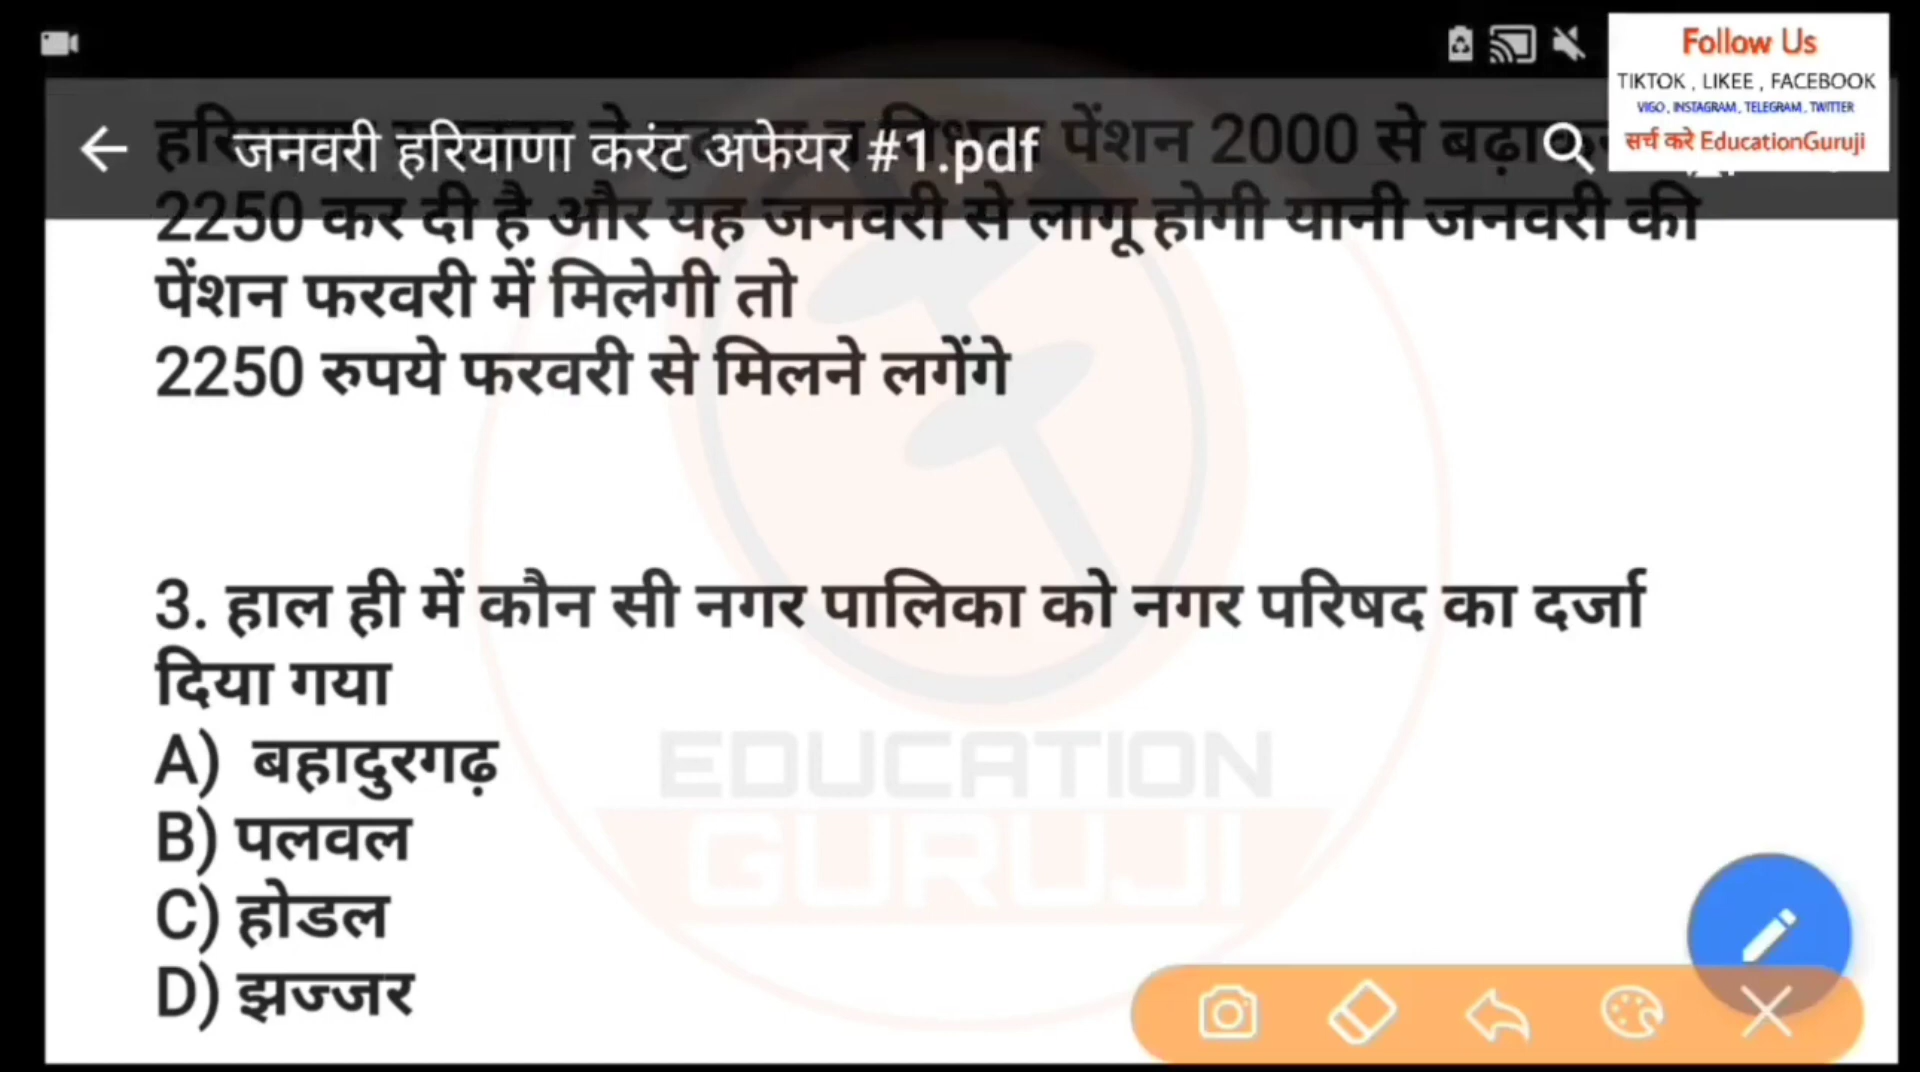 Follow Us
TIKTOK , LIKEE , FACEBOOK
VIGO , INSTAGRAM , TELEGRAM , TWITTER
सर्च करे EducationGuruji
जनवरी हरियाणा करंट अफेयर #1.pdf
पेंशन 2000 से
2250 कर दी है और यह जनवरी से लागू होगी यानी जनवरी की
पेंशन फरवरी में मिलेगी तो
2250 रुपये फरवरी से मिलने लगेंगे
3. हाल ही में कौन सी नगर पालिका को नगर परिषद का दर्जा
दिया गया
A) बहादुरगढ़
B) पलवल
C) होडल
D) झज्जर
EDUCATION
GURUJI